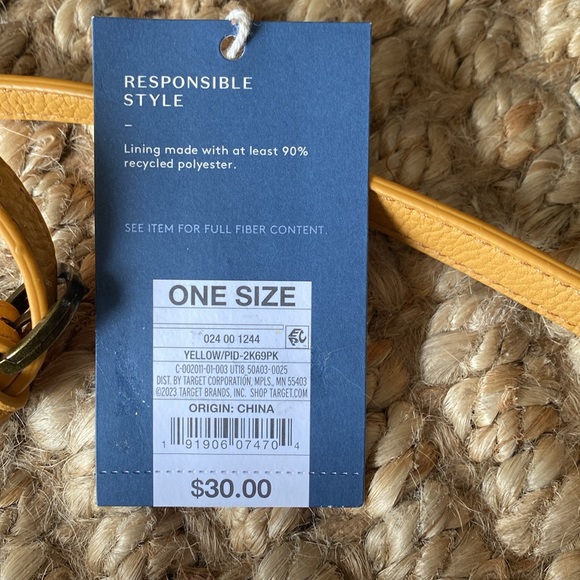 RESPONSIBLE
STYLE
–
Lining made with at least 90%
recycled polyester.
SEE ITEM FOR FULL FIBER CONTENT.
ONE SIZE
024 00 1244
YELLOW/PID-2K69PK
C-002011-01-003 UT18_50A03-0025
DIST. BY TARGET CORPORATION, MPLS., MN 55403
©2023 TARGET BRANDS, INC. SHOP TARGET.COM
ORIGIN: CHINA
1 91906 07470 4
$30.00